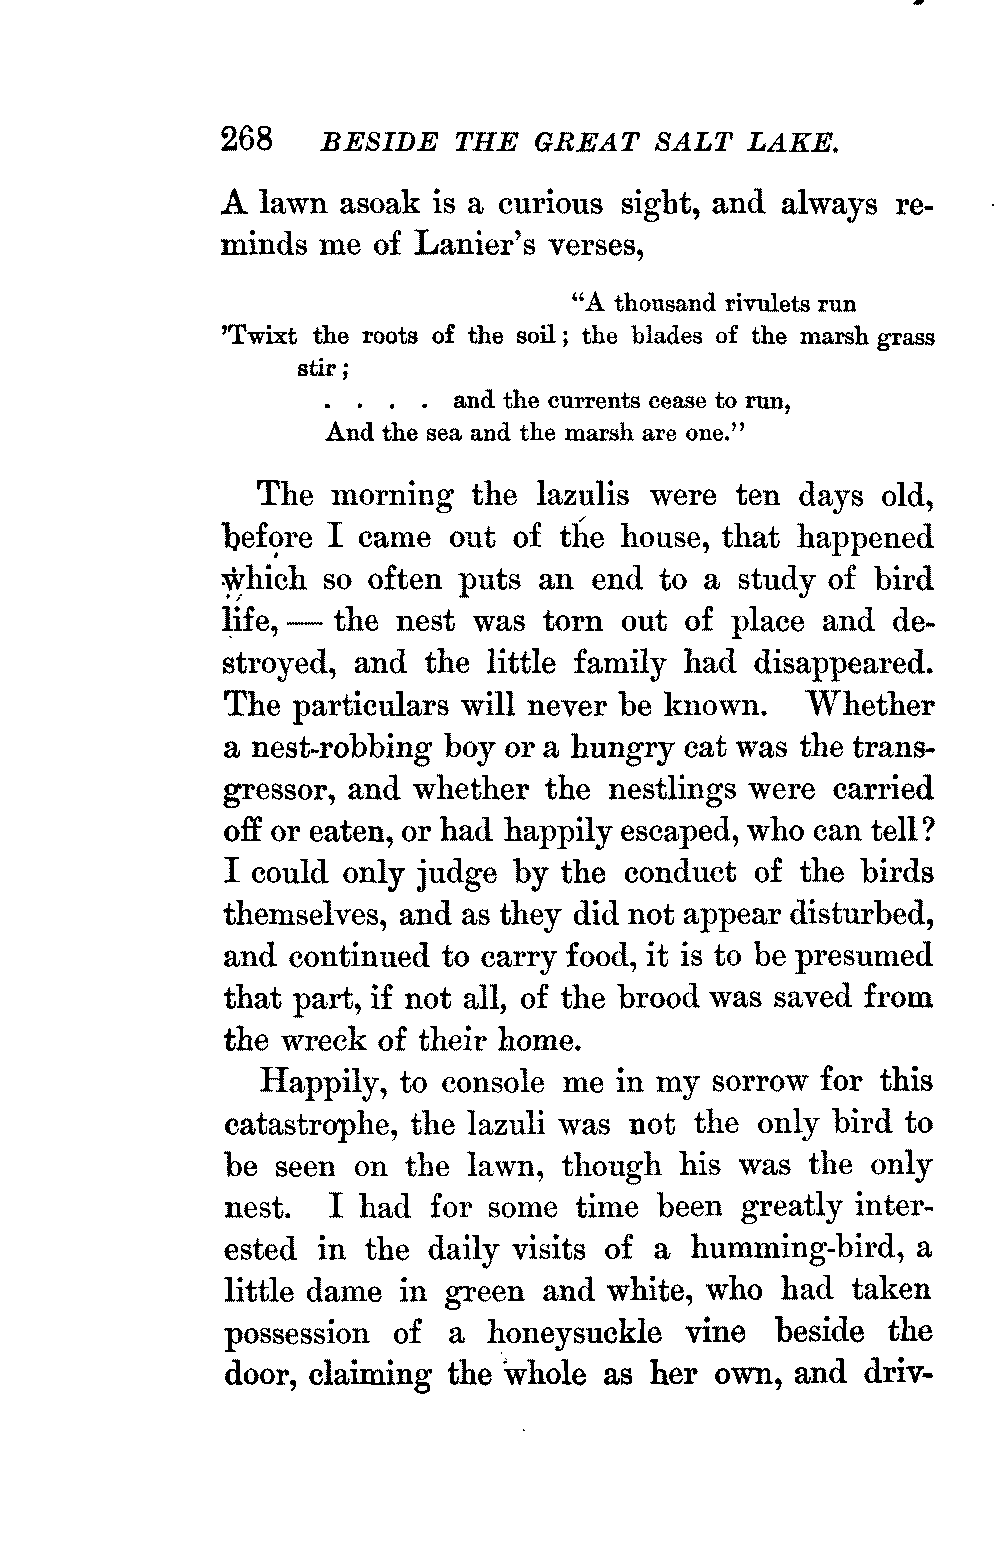 268 BESIDE THE GREAT SALT LAKE.
A lawn asoak is a curious sight, and always re-
minds me of Lanier's verses,
"A thousand rivulets run
'Twixt the roots of the soil; the blades of the marsh grass
stir;
. . . . and the currents cease to run,
And the sea and the marsh are one."
The morning the lazulis were ten days old,
before I came out of the house, that happened
which so often puts an end to a study of bird
life, — the nest was torn out of place and de-
stroyed, and the little family had disappeared.
The particulars will never be known. Whether
a nest-robbing boy or a hungry cat was the trans-
gressor, and whether the nestlings were carried
off or eaten, or had happily escaped, who can tell?
I could only judge by the conduct of the birds
themselves, and as they did not appear disturbed,
and continued to carry food, it is to be presumed
that part, if not all, of the brood was saved from
the wreck of their home.
Happily, to console me in my sorrow for this
catastrophe, the lazuli was not the only bird to
be seen on the lawn, though his was the only
nest. I had for some time been greatly inter-
ested in the daily visits of a humming-bird, a
little dame in green and white, who had taken
possession of a honeysuckle vine beside the
door, claiming the whole as her own, and driv-